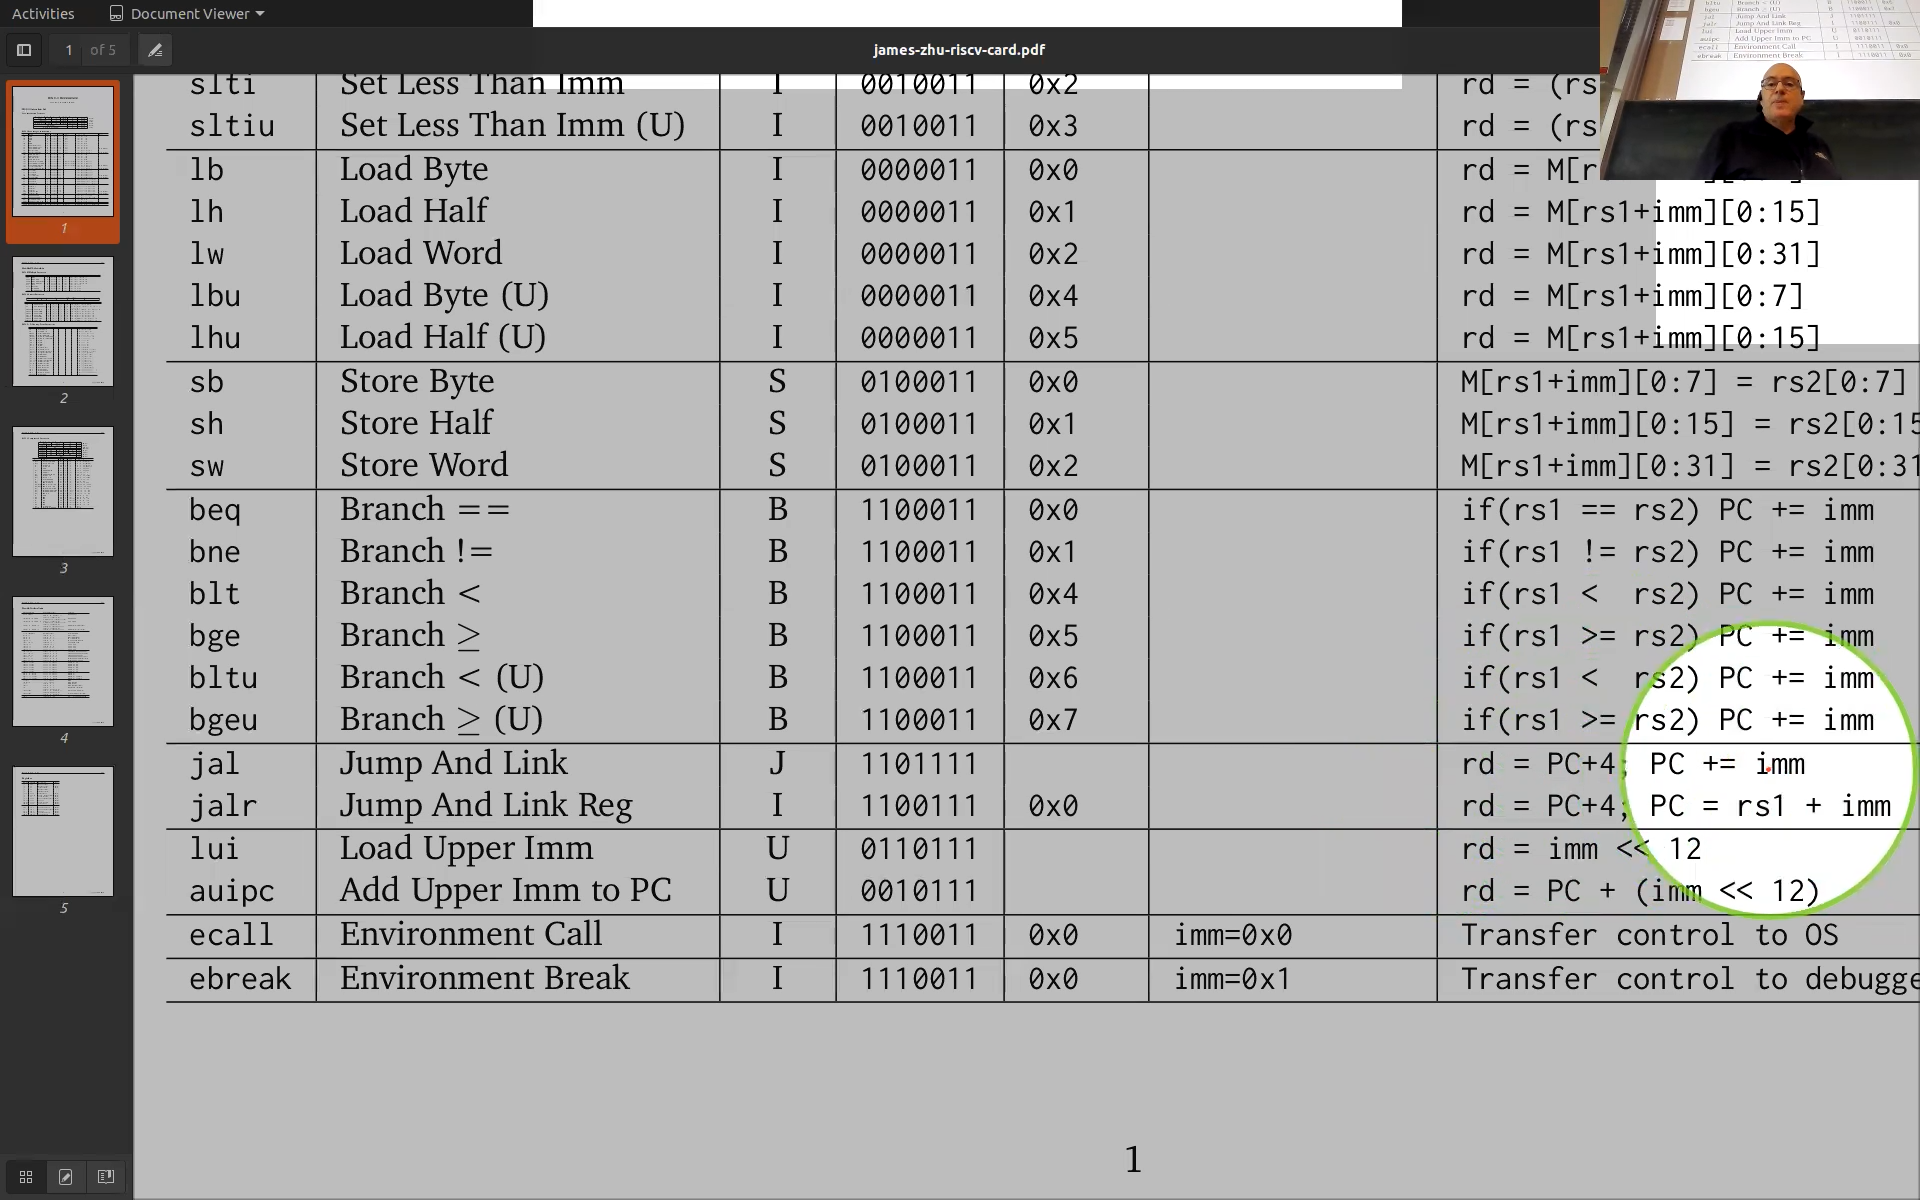 Activities Document Viewer
1 of 5 james-zhu-riscv-card.pdf
slti Set Less Than Imm I 0010011 0x2 rd = (rs
sltiu Set Less Than Imm (U) I 0010011 0x3 rd = (rs
lb Load Byte I 0000011 0x0 rd = M[r
lh Load Half I 0000011 0x1 rd = M[rs1+imm][0:15]
lw Load Word I 0000011 0x2 rd = M[rs1+imm][0:31]
lbu Load Byte (U) I 0000011 0x4 rd = M[rs1+imm][0:7]
lhu Load Half (U) I 0000011 0x5 rd = M[rs1+imm][0:15]
sb Store Byte S 0100011 0x0 M[rs1+imm][0:7] = rs2[0:7]
sh Store Half S 0100011 0x1 M[rs1+imm][0:15] = rs2[0:15
sw Store Word S 0100011 0x2 M[rs1+imm][0:31] = rs2[0:31
beq Branch == B 1100011 0x0 if(rs1 == rs2) PC += imm
bne Branch != B 1100011 0x1 if(rs1 != rs2) PC += imm
blt Branch < B 1100011 0x4 if(rs1 < rs2) PC += imm
bge Branch ≥ B 1100011 0x5 if(rs1 >= rs2) PC += imm
bltu Branch < (U) B 1100011 0x6 if(rs1 < rs2) PC += imm
bgeu Branch ≥ (U) B 1100011 0x7 if(rs1 >= rs2) PC += imm
jal Jump And Link J 1101111 rd = PC+4; PC += imm
jalr Jump And Link Reg I 1100111 0x0 rd = PC+4; PC = rs1 + imm
lui Load Upper Imm U 0110111 rd = imm << 12
auipc Add Upper Imm to PC U 0010111 rd = PC + (imm << 12)
ecall Environment Call I 1110011 0x0 imm=0x0 Transfer control to OS
ebreak Environment Break I 1110011 0x0 imm=0x1 Transfer control to debugge
1
1
2
3
4
5